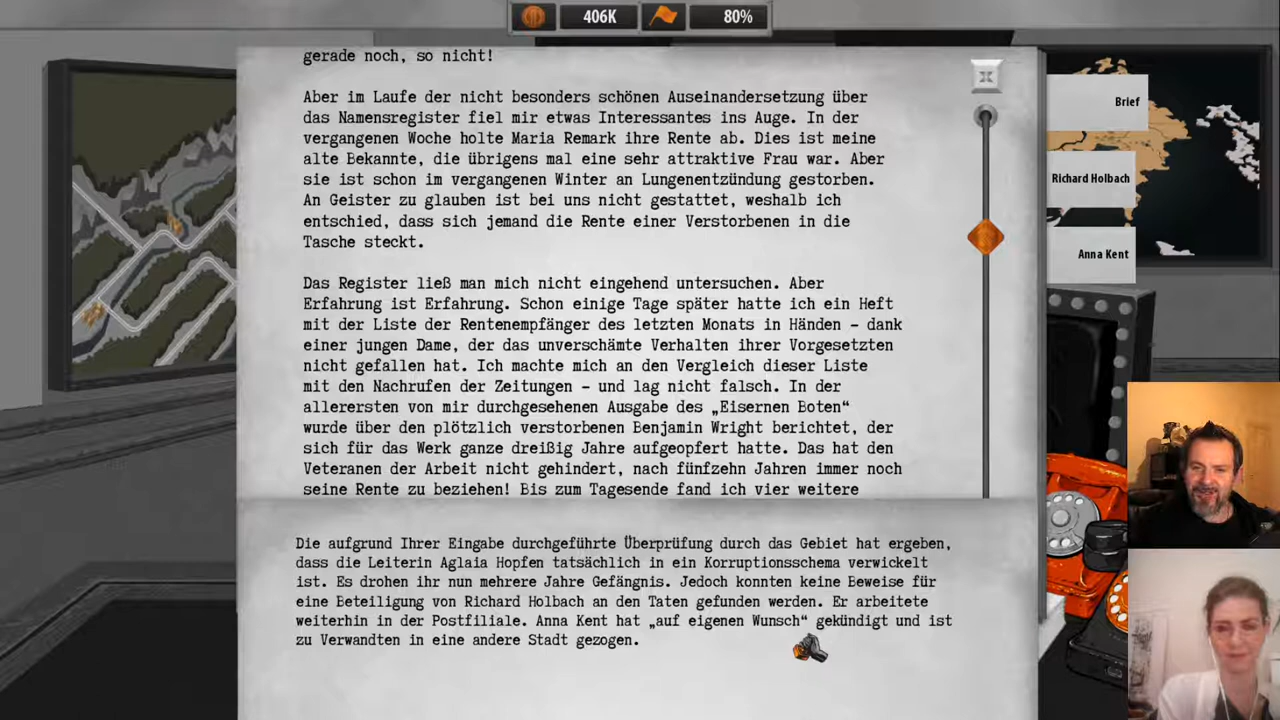 406K
80%
gerade noch, so nicht!
Aber im Laufe der nicht besonders schönen Auseinandersetzung über
das Namensregister fiel mir etwas Interessantes ins Auge. In der
vergangenen Woche holte Maria Remark ihre Rente ab. Dies ist meine
alte Bekannte, die übrigens mal eine sehr attraktive Frau war. Aber
sie ist schon im vergangenen Winter an Lungenentzündung gestorben.
An Geister zu glauben ist bei uns nicht gestattet, weshalb ich
entschied, dass sich jemand die Rente einer Verstorbenen in die
Tasche steckt.
Das Register ließ man mich nicht eingehend untersuchen. Aber
Erfahrung ist Erfahrung. Schon einige Tage später hatte ich ein Heft
mit der Liste der Rentenempfänger des letzten Monats in Händen – dank
einer jungen Dame, der das unverschämte Verhalten ihrer Vorgesetzten
nicht gefallen hat. Ich machte mich an den Vergleich dieser Liste
mit den Nachrufen der Zeitungen – und lag nicht falsch. In der
allerersten von mir durchgesehenen Ausgabe des „Eisernen Boten“
wurde über den plötzlich verstorbenen Benjamin Wright berichtet, der
sich für das Werk ganze dreißig Jahre aufgeopfert hatte. Das hat den
Veteranen der Arbeit nicht gehindert, nach fünfzehn Jahren immer noch
seine Rente zu beziehen! Bis zum Tagesende fand ich vier weitere
Die aufgrund Ihrer Eingabe durchgeführte Überprüfung durch das Gebiet hat ergeben,
dass die Leiterin Aglaia Hopfen tatsächlich in ein Korruptionsschema verwickelt
ist. Es drohen ihr nun mehrere Jahre Gefängnis. Jedoch konnten keine Beweise für
eine Beteiligung von Richard Holbach an den Taten gefunden werden. Er arbeitete
weiterhin in der Postfiliale. Anna Kent hat „auf eigenen Wunsch“ gekündigt und ist
zu Verwandten in eine andere Stadt gezogen.
Brief
Richard Holbach
Anna Kent